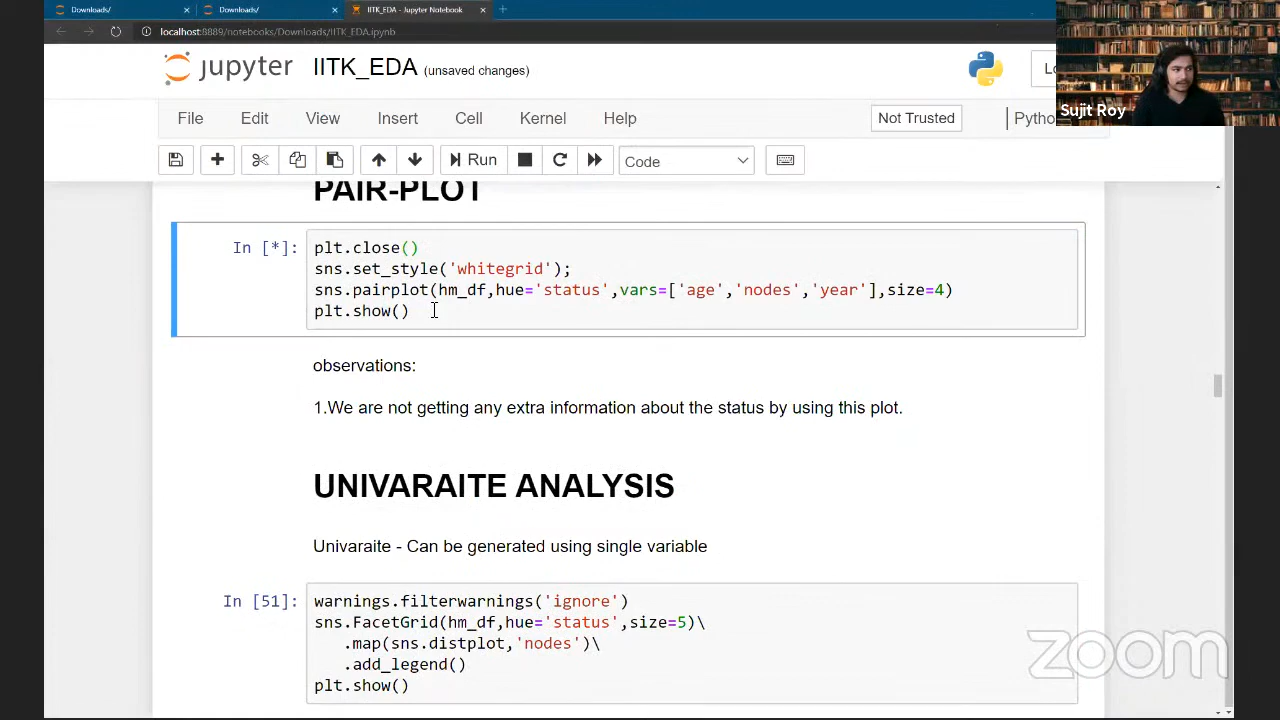 Downloads/
Downloads/
IITK_EDA - Jupyter Notebook
localhost:8889/notebooks/Downloads/IITK_EDA.ipynb
jupyter IITK_EDA (unsaved changes)
Sujit Roy
File Edit View Insert Cell Kernel Help
Not Trusted
Run
Code
PAIR-PLOT
In [*]:
plt.close()
sns.set_style('whitegrid');
sns.pairplot(hm_df,hue='status',vars=['age','nodes','year'],size=4)
plt.show()
observations:
1.We are not getting any extra information about the status by using this plot.
UNIVARAITE ANALYSIS
Univaraite - Can be generated using single variable
In [51]:
warnings.filterwarnings('ignore')
sns.FacetGrid(hm_df,hue='status',size=5)\
.map(sns.distplot,'nodes')\
.add_legend()
plt.show()
zoom